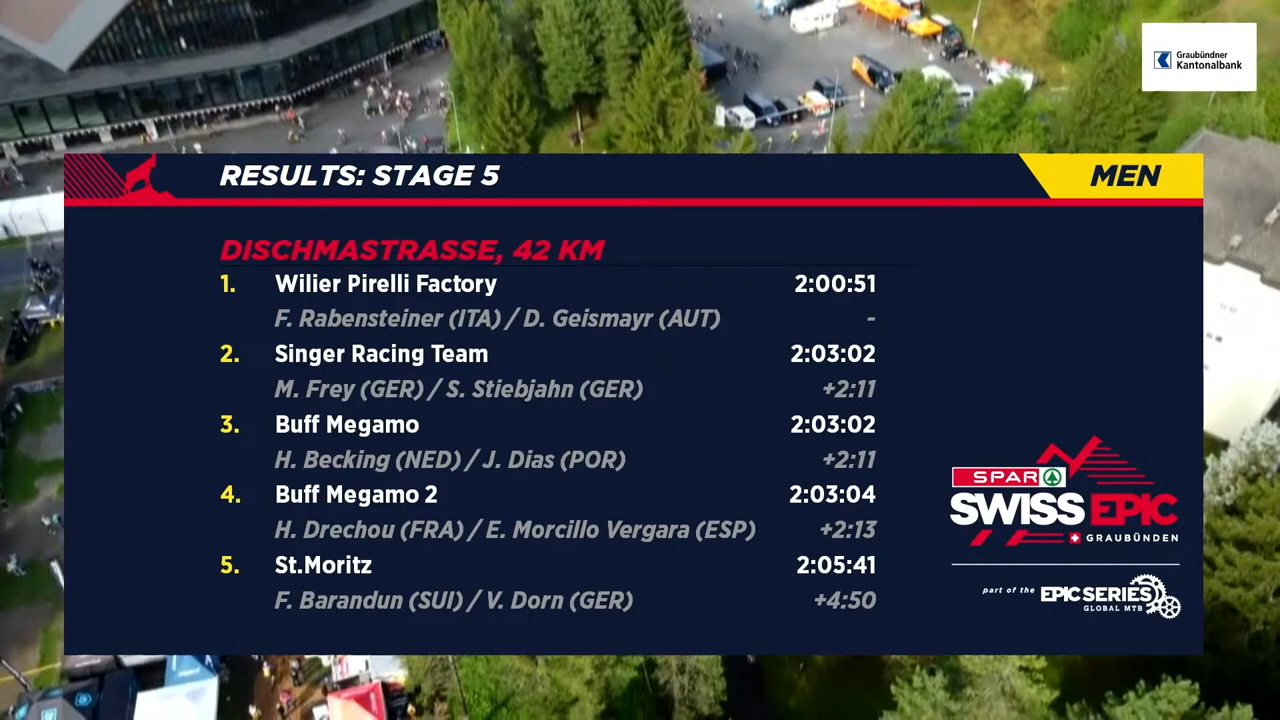 Graubündner
Kantonalbank
RESULTS: STAGE 5
MEN
DISCHMASTRASSE, 42 KM
1. Wilier Pirelli Factory 2:00:51
F. Rabensteiner (ITA) / D. Geismayr (AUT) -
2. Singer Racing Team 2:03:02
M. Frey (GER) / S. Stiebjahn (GER) +2:11
3. Buff Megamo 2:03:02
H. Becking (NED) / J. Dias (POR) +2:11
4. Buff Megamo 2 2:03:04
H. Drechou (FRA) / E. Morcillo Vergara (ESP) +2:13
5. St.Moritz 2:05:41
F. Barandun (SUI) / V. Dorn (GER) +4:50
SPAR
SWISS EPIC
GRAUBÜNDEN
part of the EPIC SERIES
GLOBAL MTB